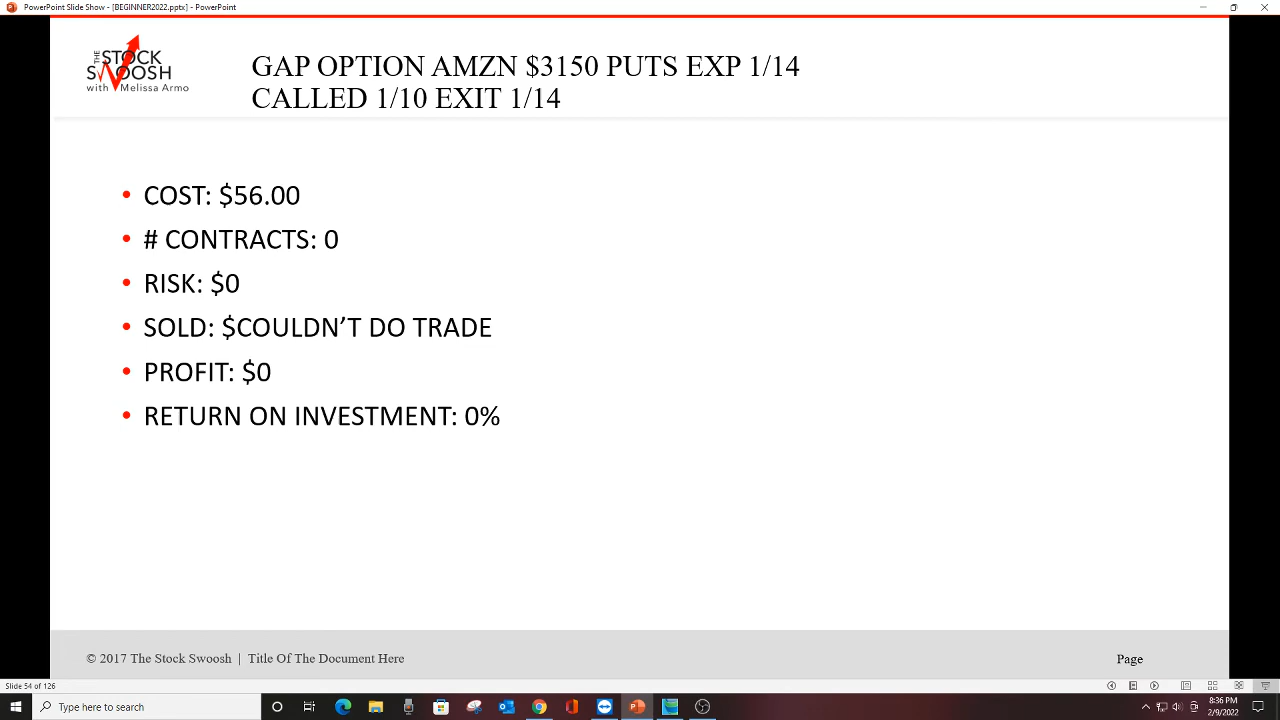 PowerPoint Slide Show - [BEGINNER2022.pptx] - PowerPoint
THE STOCK
SWOOSH
with Melissa Armo
GAP OPTION AMZN $3150 PUTS EXP 1/14
CALLED 1/10 EXIT 1/14
• COST: $56.00
• # CONTRACTS: 0
• RISK: $0
• SOLD: $COULDN’T DO TRADE
• PROFIT: $0
• RETURN ON INVESTMENT: 0%
© 2017 The Stock Swoosh | Title Of The Document Here
Page
Slide 54 of 126
Type here to search
8:36 PM
2/9/2022